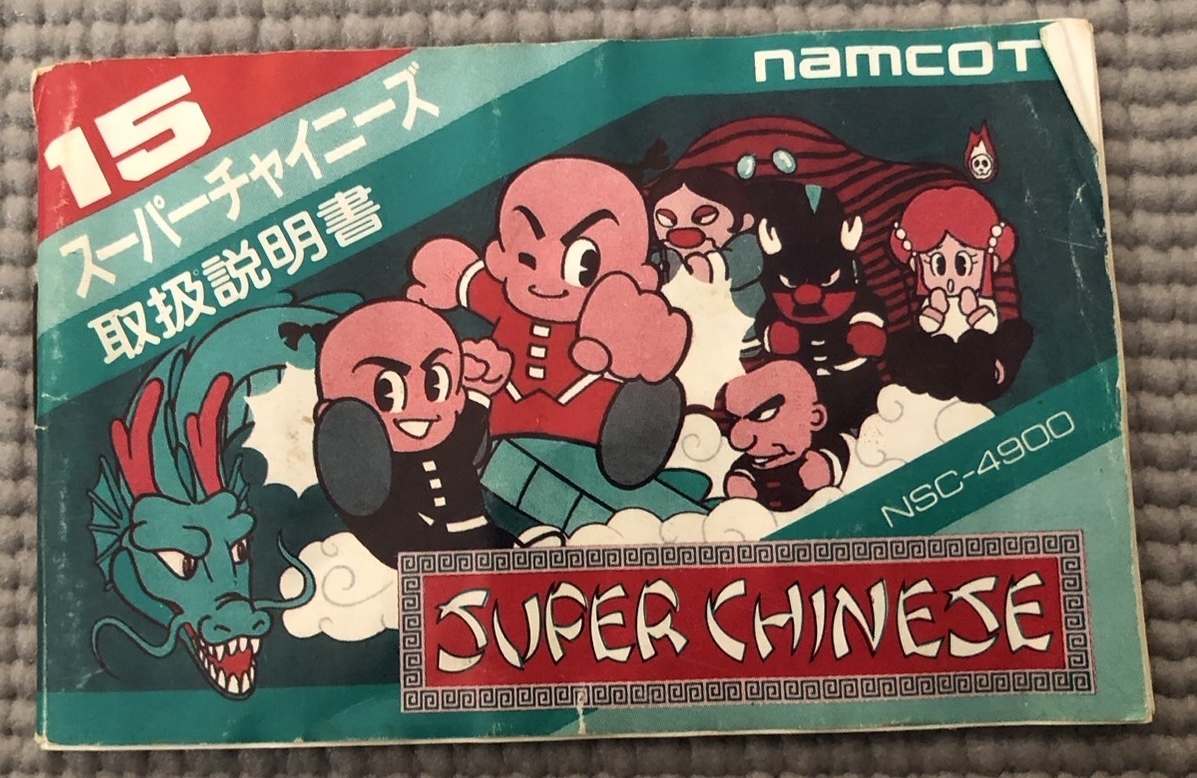 namcoT
15
スーパーチャイニーズ
取扱説明書
NSC-4900
SUPER CHINESE